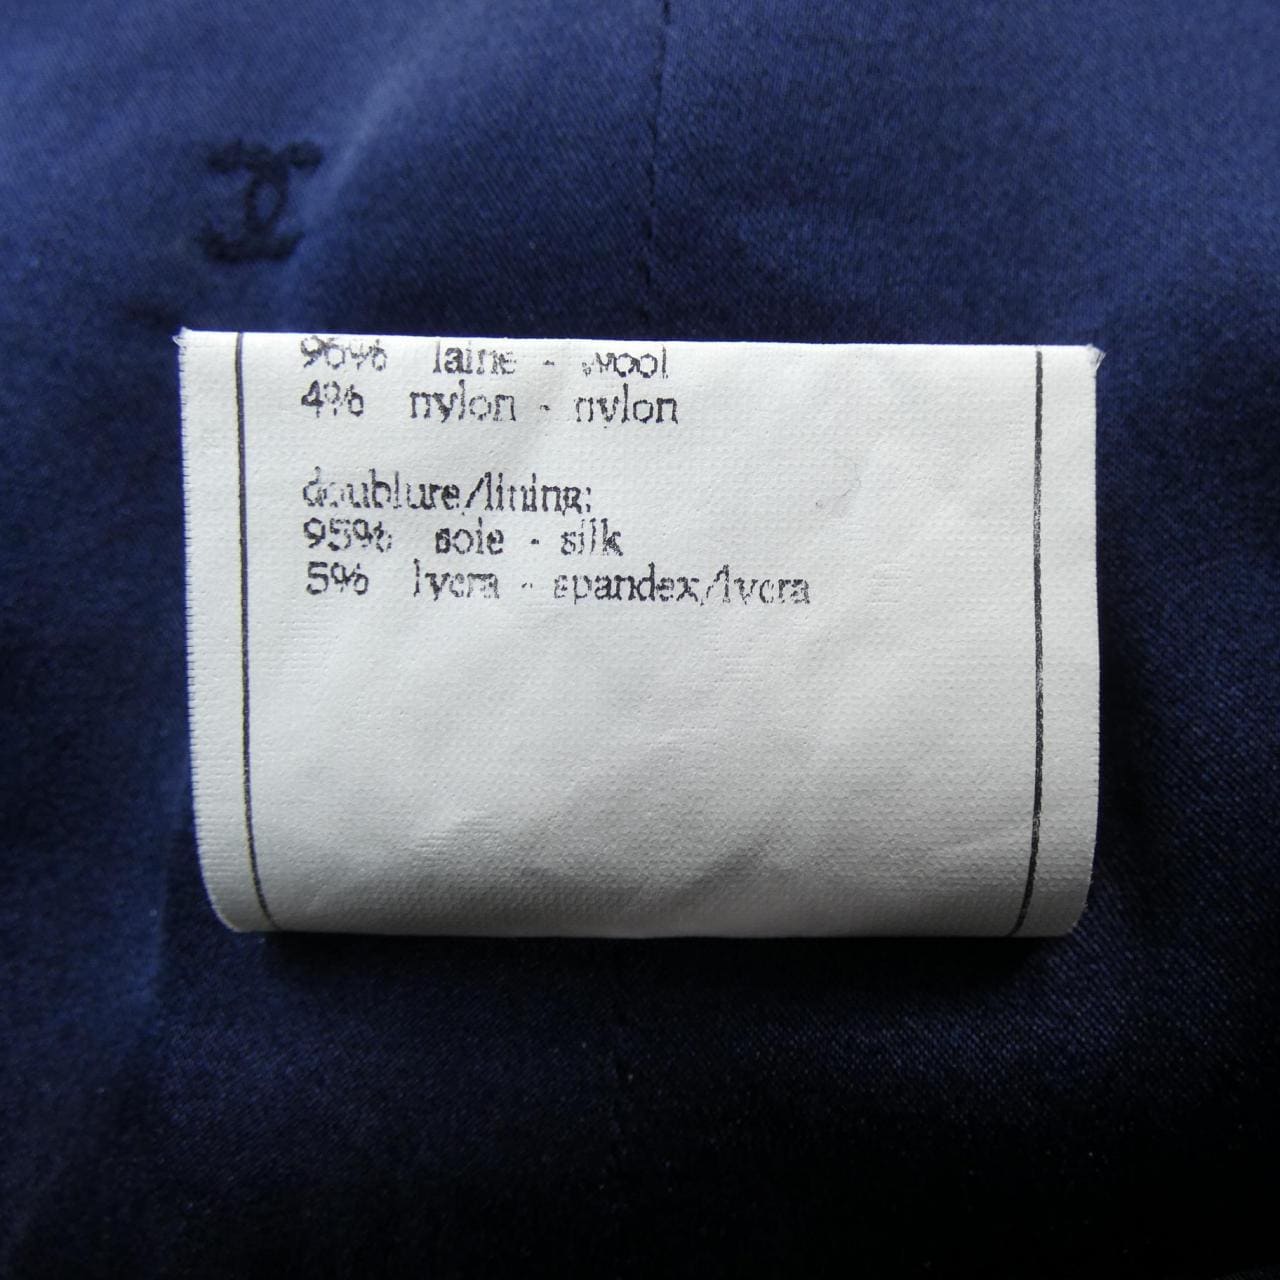 96% laine - wool
4% nylon - nylon
doublure/lining:
95% soie - silk
5% lycra - spandex/lycra